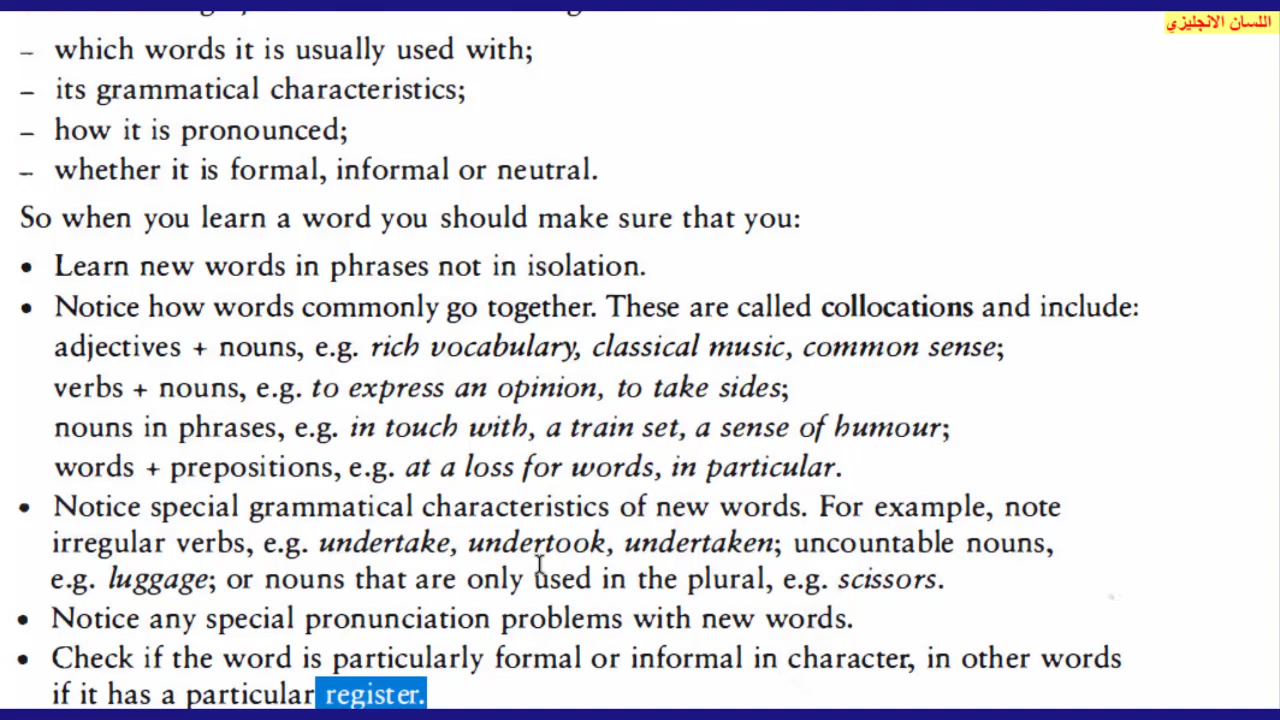 اللسان الانجليزي
– which words it is usually used with;
– its grammatical characteristics;
– how it is pronounced;
– whether it is formal, informal or neutral.
So when you learn a word you should make sure that you:
• Learn new words in phrases not in isolation.
• Notice how words commonly go together. These are called collocations and include:
adjectives + nouns, e.g. rich vocabulary, classical music, common sense;
verbs + nouns, e.g. to express an opinion, to take sides;
nouns in phrases, e.g. in touch with, a train set, a sense of humour;
words + prepositions, e.g. at a loss for words, in particular.
• Notice special grammatical characteristics of new words. For example, note
irregular verbs, e.g. undertake, undertook, undertaken; uncountable nouns,
e.g. luggage; or nouns that are only used in the plural, e.g. scissors.
• Notice any special pronunciation problems with new words.
• Check if the word is particularly formal or informal in character, in other words
if it has a particular register.